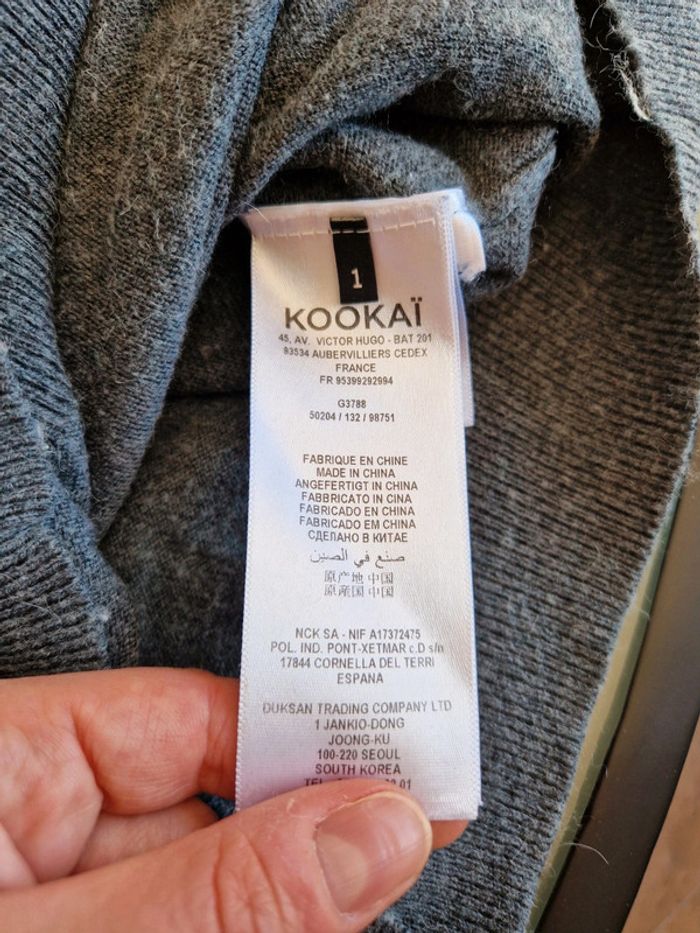 1
KOOKAÏ
45, AV. VICTOR HUGO - BAT 201
93534 AUBERVILLIERS CEDEX
FRANCE
FR 95399292994
G3788
50204 / 132 / 98751
FABRIQUE EN CHINE
MADE IN CHINA
ANGEFERTIGT IN CHINA
FABBRICATO IN CINA
FABRICADO EN CHINA
FABRICADO EM CHINA
СДЕЛАНО В КИТАЕ
صنع في الصين
原产地 中国
原産国 中国
NCK SA - NIF A17372475
POL. IND. PONT-XETMAR c.D s/n
17844 CORNELLA DEL TERRI
ESPANA
DUKSAN TRADING COMPANY LTD
1 JANKIO-DONG
JOONG-KU
100-220 SEOUL
SOUTH KOREA
01